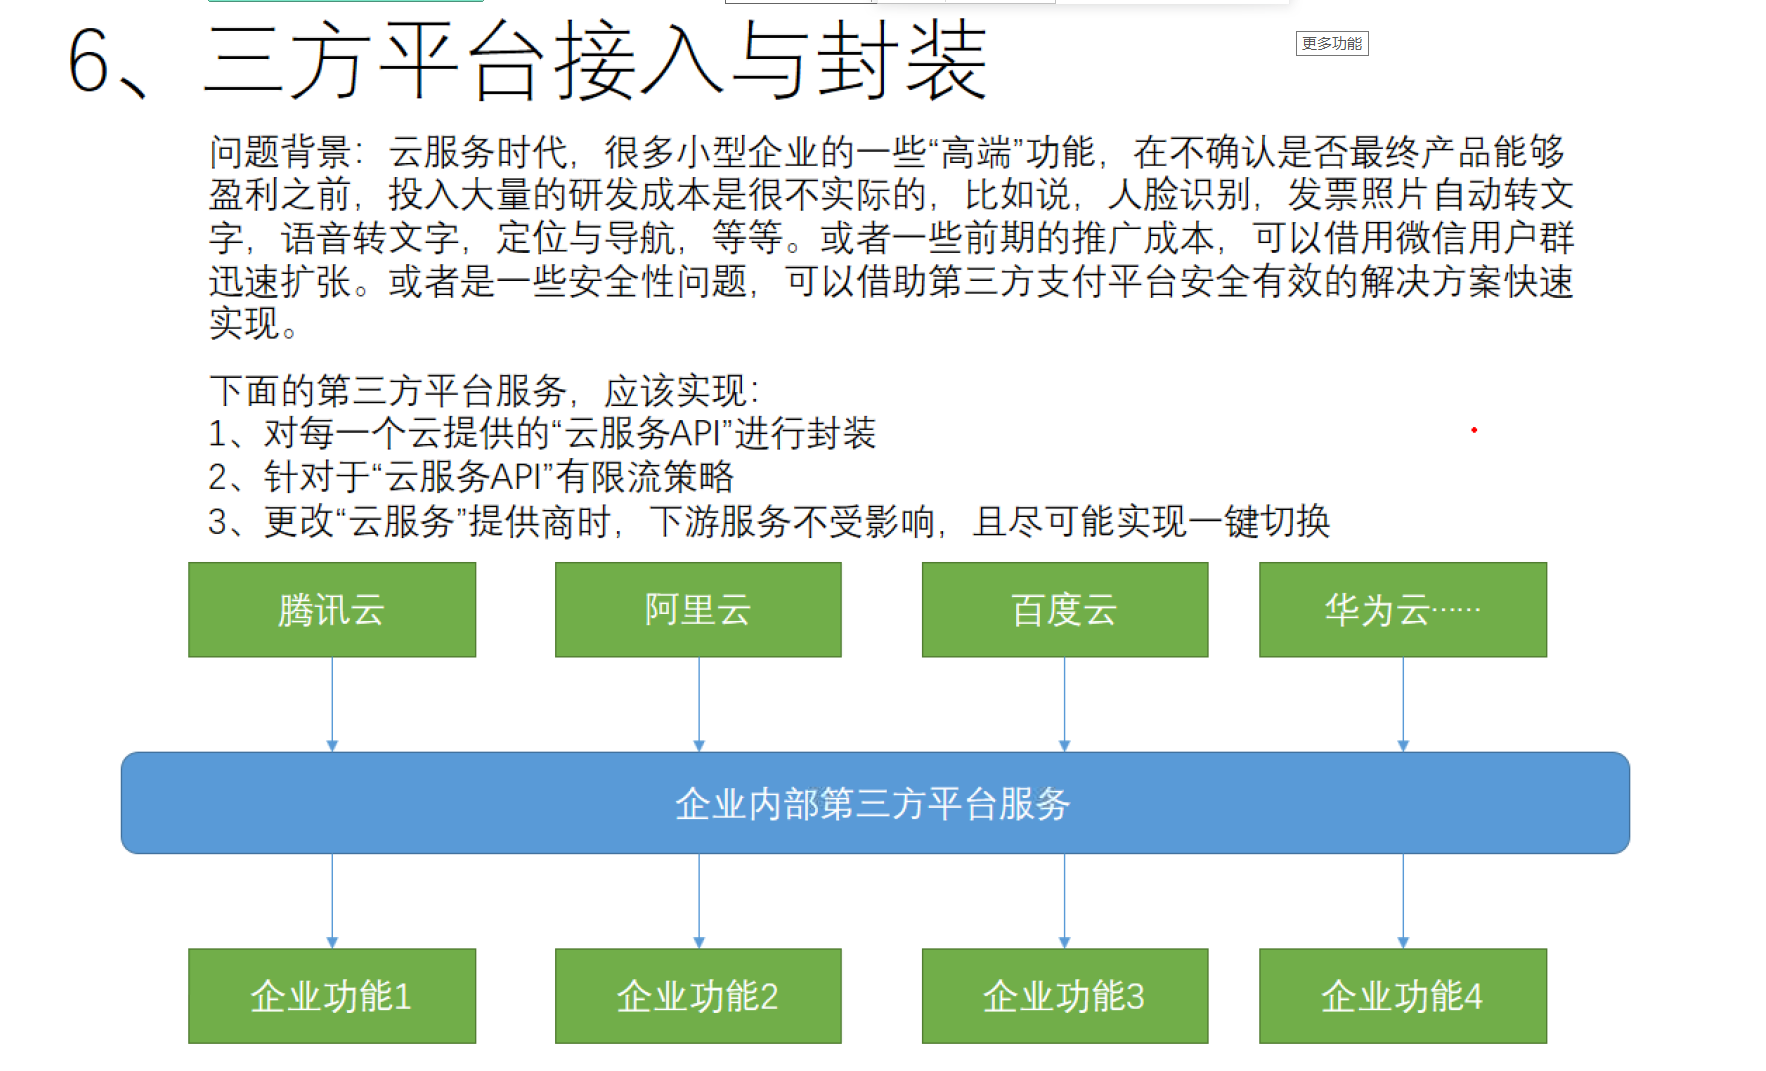 6、三方平台接入与封装
更多功能
问题背景：云服务时代，很多小型企业的一些“高端”功能，在不确认是否最终产品能够
盈利之前，投入大量的研发成本是很不实际的，比如说，人脸识别，发票照片自动转文
字，语音转文字，定位与导航，等等。或者一些前期的推广成本，可以借用微信用户群
迅速扩张。或者是一些安全性问题，可以借助第三方支付平台安全有效的解决方案快速
实现。
下面的第三方平台服务，应该实现：
1、对每一个云提供的“云服务API”进行封装
2、针对于“云服务API”有限流策略
3、更改“云服务”提供商时，下游服务不受影响，且尽可能实现一键切换
腾讯云
阿里云
百度云
华为云……
企业内部第三方平台服务
企业功能1
企业功能2
企业功能3
企业功能4